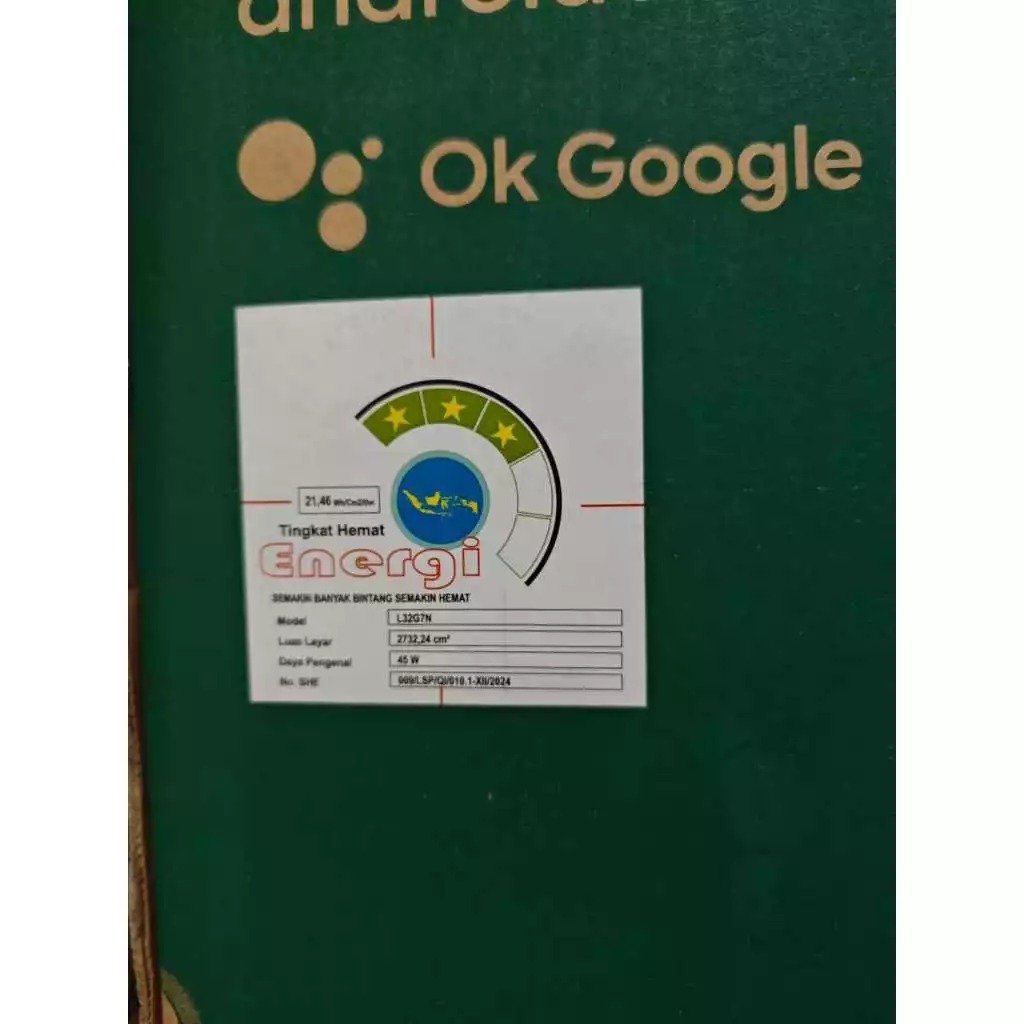 android
Ok Google
21,46
Tingkat Hemat
Energi
SEMAKIN BANYAK BINTANG SEMAKIN HEMAT
Model L32G7N
Luas Layar 2732,24 cm²
Daya Pengenal 45 W
No. SHE 009/LSP/QI/010.1-XII/2024